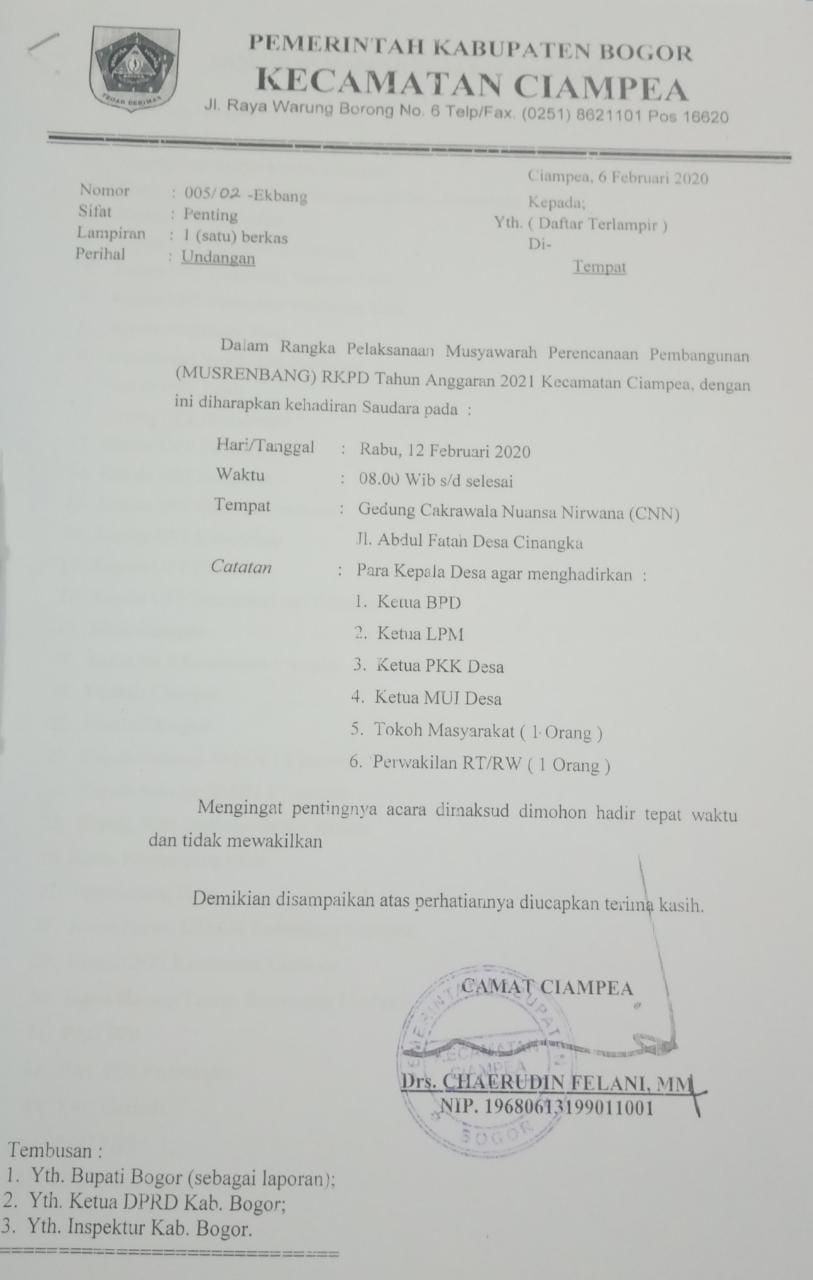 PEMERINTAH KABUPATEN BOGOR
KECAMATAN CIAMPEA
Jl. Raya Warung Borong No. 6 Telp/Fax. (0251) 8621101 Pos 16620
TEGAR BERIMAN
Ciampea, 6 Februari 2020
Nomor : 005/02 -Ekbang
Sifat : Penting
Lampiran : 1 (satu) berkas
Perihal : Undangan
Kepada;
Yth. ( Daftar Terlampir )
Di-
Tempat
Dalam Rangka Pelaksanaan Musyawarah Perencanaan Pembangunan
(MUSRENBANG) RKPD Tahun Anggaran 2021 Kecamatan Ciampea, dengan
ini diharapkan kehadiran Saudara pada :
Hari/Tanggal : Rabu, 12 Februari 2020
Waktu : 08.00 Wib s/d selesai
Tempat : Gedung Cakrawala Nuansa Nirwana (CNN)
Jl. Abdul Fatah Desa Cinangka
Catatan : Para Kepala Desa agar menghadirkan :
1. Ketua BPD
2. Ketua LPM
3. Ketua PKK Desa
4. Ketua MUI Desa
5. Tokoh Masyarakat ( 1 Orang )
6. Perwakilan RT/RW ( 1 Orang )
Mengingat pentingnya acara dimaksud dimohon hadir tepat waktu
dan tidak mewakilkan
Demikian disampaikan atas perhatiannya diucapkan terima kasih.
CAMAT CIAMPEA
KECAMATAN
CIAMPEA
BOGOR
Drs. CHAERUDIN FELANI, MM
NIP. 19680613199011001
Tembusan :
1. Yth. Bupati Bogor (sebagai laporan);
2. Yth. Ketua DPRD Kab. Bogor;
3. Yth. Inspektur Kab. Bogor.